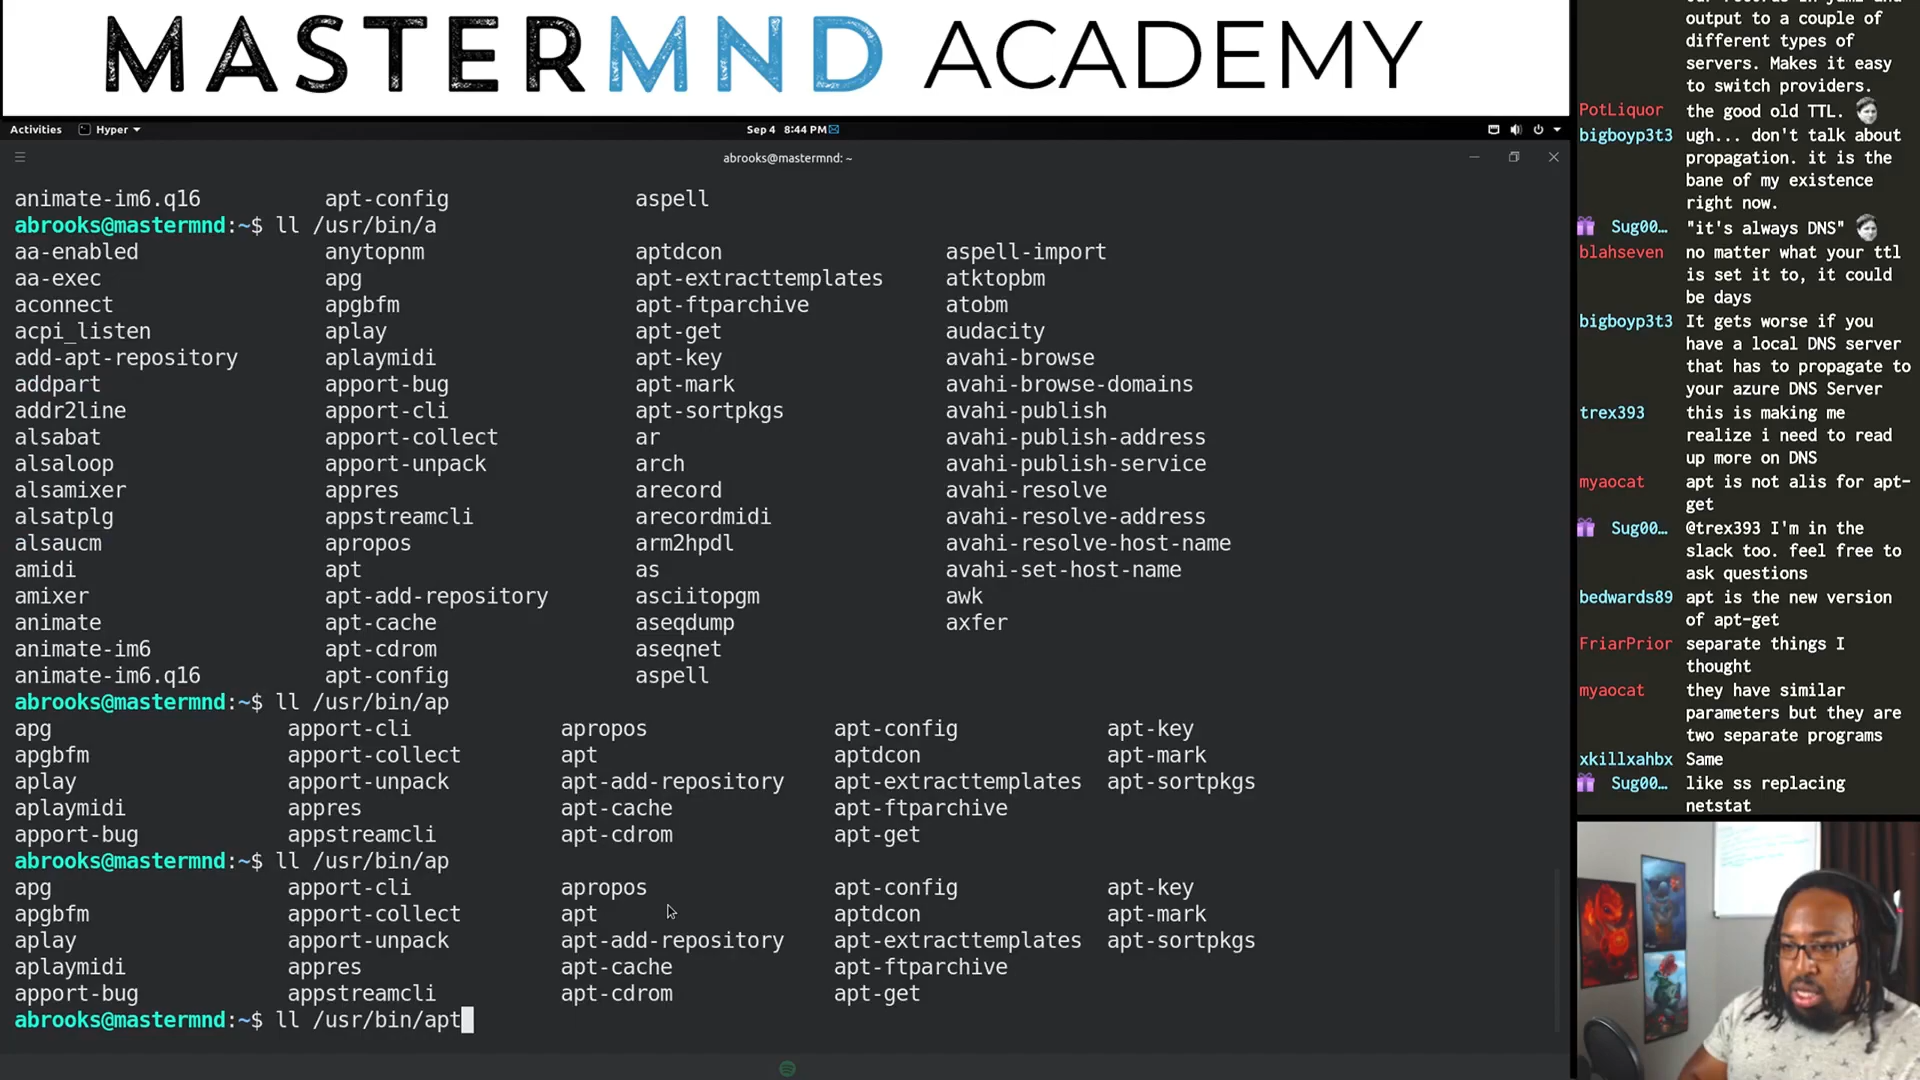 MASTERMND ACADEMY
Activities Hyper Sep 4 8:44 PM
abrooks@mastermnd: ~
animate-im6.q16 apt-config aspell
abrooks@mastermnd:~$ ll /usr/bin/a
aa-enabled anytopnm aptdcon aspell-import
aa-exec apg apt-extracttemplates atktopbm
aconnect apgbfm apt-ftparchive atobm
acpi_listen aplay apt-get audacity
add-apt-repository aplaymidi apt-key avahi-browse
addpart apport-bug apt-mark avahi-browse-domains
addr2line apport-cli apt-sortpkgs avahi-publish
alsabat apport-collect ar avahi-publish-address
alsaloop apport-unpack arch avahi-publish-service
alsamixer appres arecord avahi-resolve
alsatplg appstreamcli arecordmidi avahi-resolve-address
alsaucm apropos arm2hpdl avahi-resolve-host-name
amidi apt as avahi-set-host-name
amixer apt-add-repository asciitopgm awk
animate apt-cache aseqdump axfer
animate-im6 apt-cdrom aseqnet
animate-im6.q16 apt-config aspell
abrooks@mastermnd:~$ ll /usr/bin/ap
apg apport-cli apropos apt-config apt-key
apgbfm apport-collect apt aptdcon apt-mark
aplay apport-unpack apt-add-repository apt-extracttemplates apt-sortpkgs
aplaymidi appres apt-cache apt-ftparchive
apport-bug appstreamcli apt-cdrom apt-get
abrooks@mastermnd:~$ ll /usr/bin/ap
apg apport-cli apropos apt-config apt-key
apgbfm apport-collect apt aptdcon apt-mark
aplay apport-unpack apt-add-repository apt-extracttemplates apt-sortpkgs
aplaymidi appres apt-cache apt-ftparchive
apport-bug appstreamcli apt-cdrom apt-get
abrooks@mastermnd:~$ ll /usr/bin/apt
output to a couple of
different types of
servers. Makes it easy
to switch providers.
PotLiquor the good old TTL.
bigboyp3t3 ugh... don't talk about
propagation. it is the
bane of my existence
right now.
Sug00… "it's always DNS"
blahseven no matter what your ttl
is set it to, it could
be days
bigboyp3t3 It gets worse if you
have a local DNS server
that has to propagate to
your azure DNS Server
trex393 this is making me
realize i need to read
up more on DNS
myaocat apt is not alis for apt-
get
Sug00… @trex393 I'm in the
slack too. feel free to
ask questions
bedwards89 apt is the new version
of apt-get
FriarPrior separate things I
thought
myaocat they have similar
parameters but they are
two separate programs
xkillxahbx Same
Sug00… like ss replacing
netstat